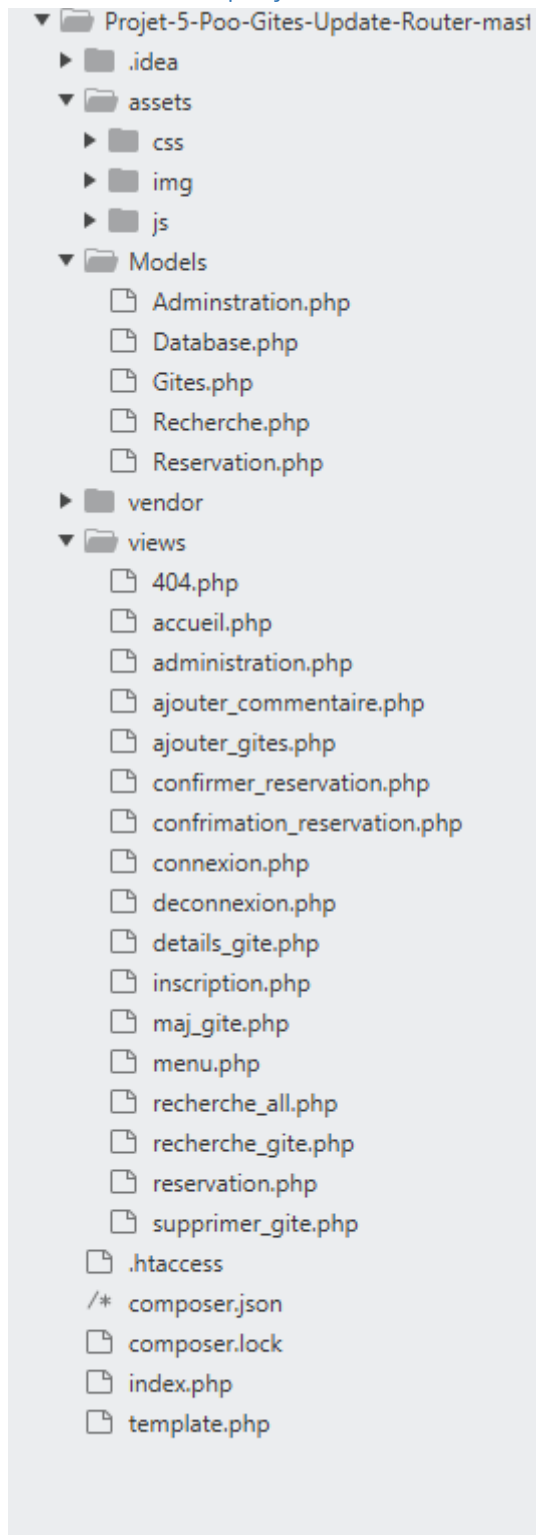 Projet-5-Poo-Gites-Update-Router-mast
.idea
assets
css
img
js
Models
Adminstration.php
Database.php
Gites.php
Recherche.php
Reservation.php
vendor
views
404.php
accueil.php
administration.php
ajouter_commentaire.php
ajouter_gites.php
confirmer_reservation.php
confrimation_reservation.php
connexion.php
deconnexion.php
details_gite.php
inscription.php
maj_gite.php
menu.php
recherche_all.php
recherche_gite.php
reservation.php
supprimer_gite.php
.htaccess
/* composer.json
composer.lock
index.php
template.php